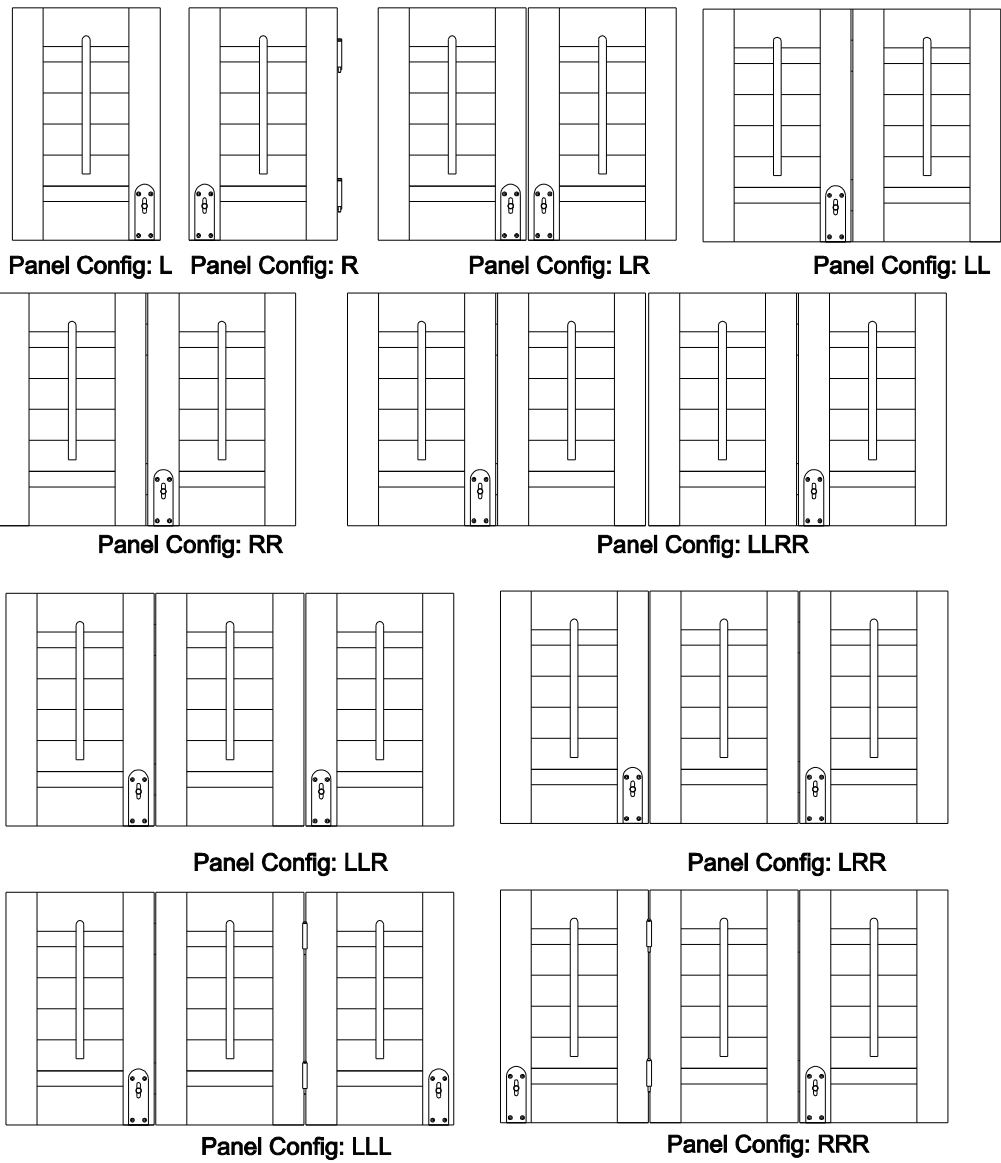 Panel Config: L
Panel Config: R
Panel Config: LR
Panel Config: LL
Panel Config: RR
Panel Config: LLRR
Panel Config: LLR
Panel Config: LRR
Panel Config: LLL
Panel Config: RRR